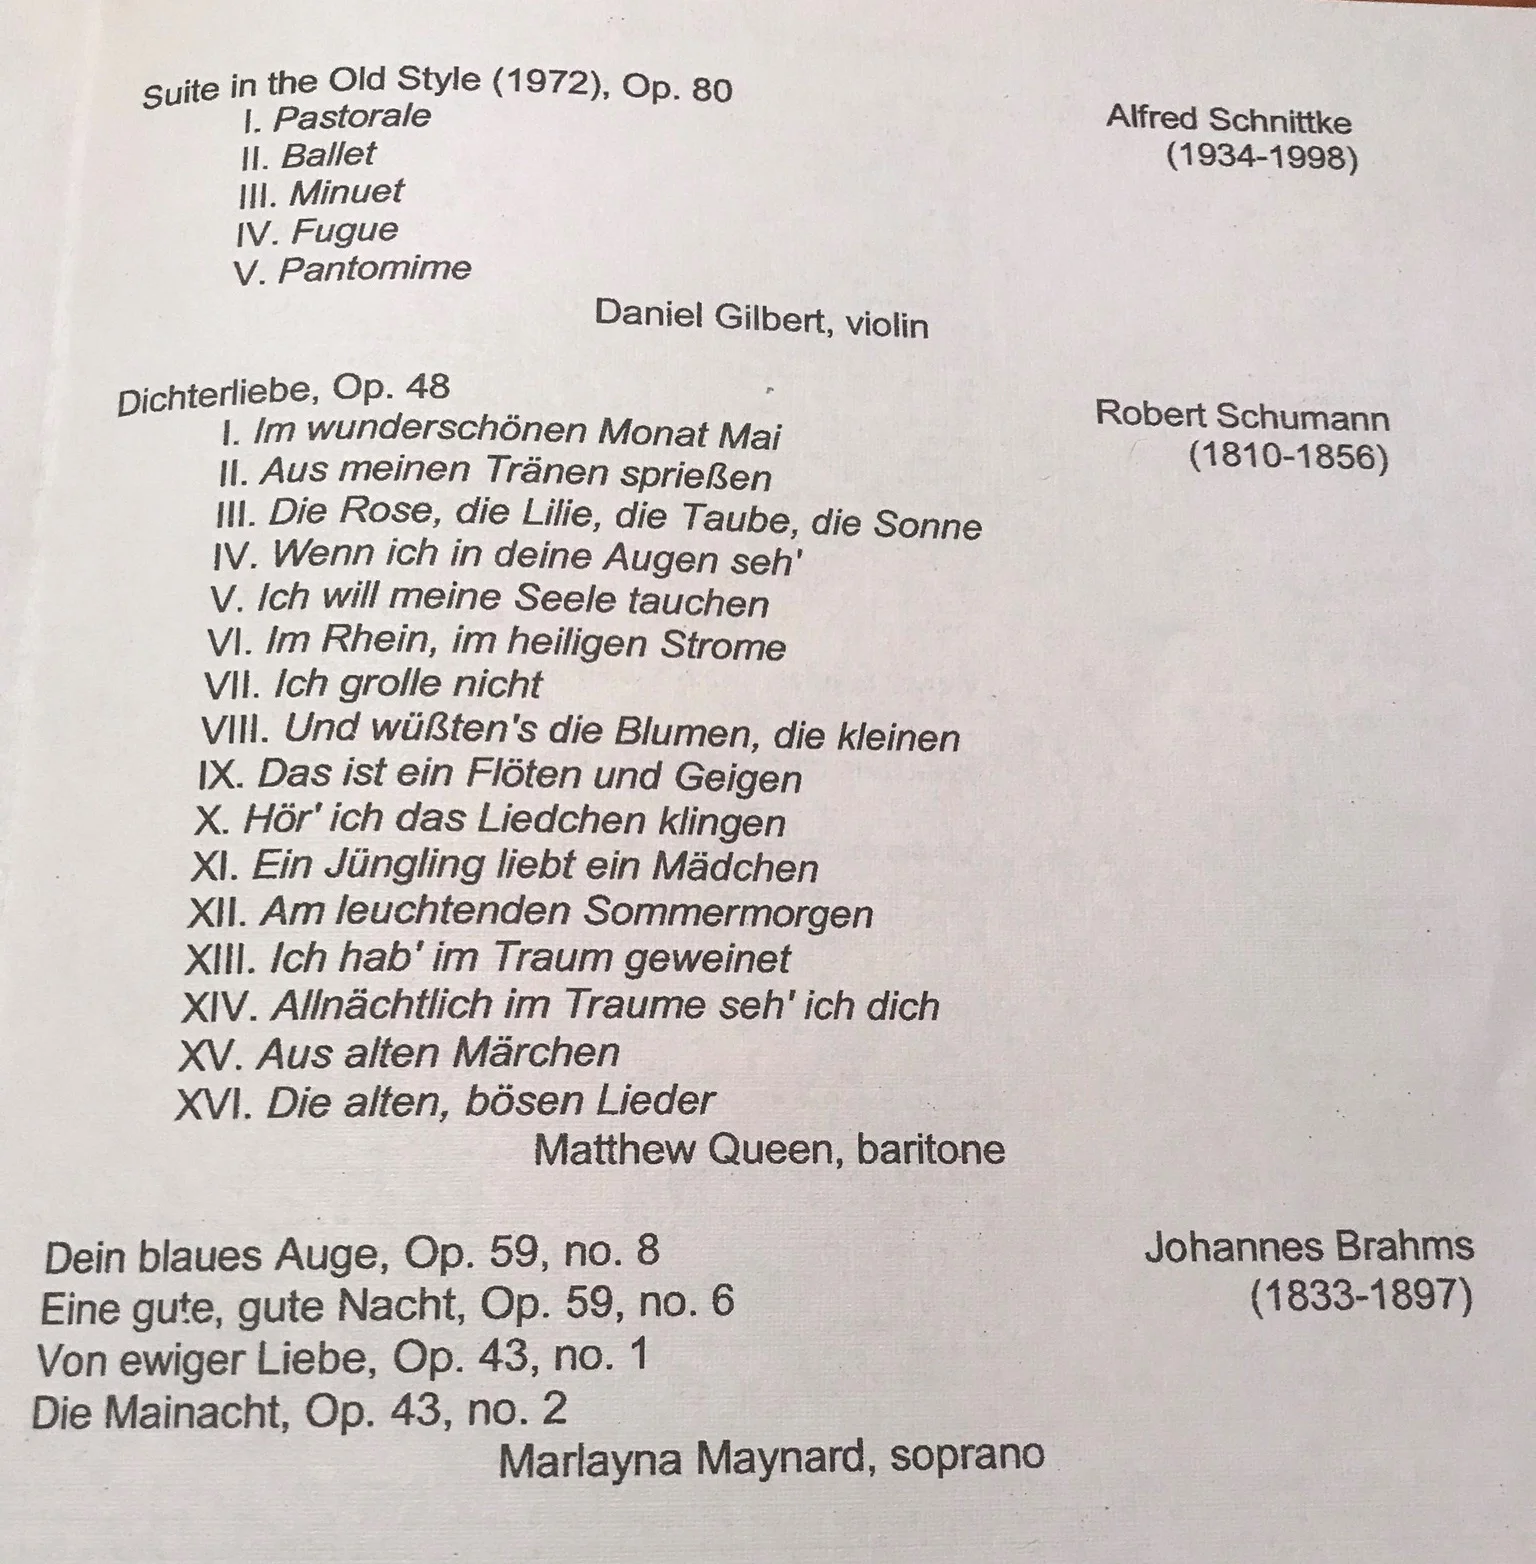 Suite in the Old Style (1972), Op. 80
Alfred Schnittke
(1934-1998)
I. Pastorale
II. Ballet
III. Minuet
IV. Fugue
V. Pantomime
Daniel Gilbert, violin
Dichterliebe, Op. 48
Robert Schumann
(1810-1856)
I. Im wunderschönen Monat Mai
II. Aus meinen Tränen sprießen
III. Die Rose, die Lilie, die Taube, die Sonne
IV. Wenn ich in deine Augen seh'
V. Ich will meine Seele tauchen
VI. Im Rhein, im heiligen Strome
VII. Ich grolle nicht
VIII. Und wüßten's die Blumen, die kleinen
IX. Das ist ein Flöten und Geigen
X. Hör' ich das Liedchen klingen
XI. Ein Jüngling liebt ein Mädchen
XII. Am leuchtenden Sommermorgen
XIII. Ich hab' im Traum geweinet
XIV. Allnächtlich im Traume seh' ich dich
XV. Aus alten Märchen
XVI. Die alten, bösen Lieder
Matthew Queen, baritone
Dein blaues Auge, Op. 59, no. 8
Johannes Brahms
(1833-1897)
Eine gute, gute Nacht, Op. 59, no. 6
Von ewiger Liebe, Op. 43, no. 1
Die Mainacht, Op. 43, no. 2
Marlayna Maynard, soprano